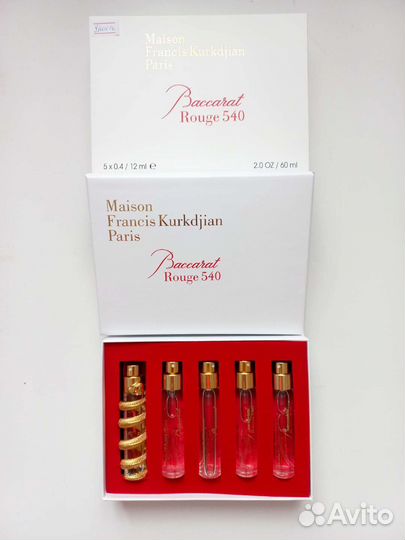 Maison
Francis Kurkdjian
Paris
Baccarat
Rouge 540
5 x 0.4 / 12 ml ℮
2.0 OZ / 60 ml
Maison
Francis Kurkdjian
Paris
Baccarat
Rouge 540
Avito